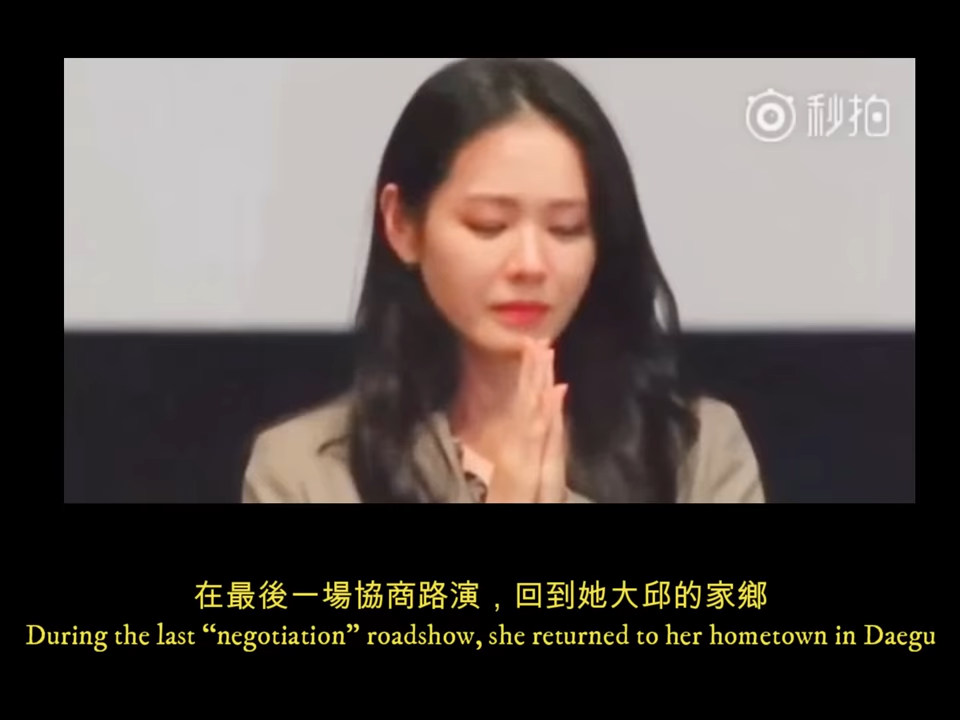 秒拍
在最後一場協商路演，回到她大邱的家鄉
During the last “negotiation” roadshow, she returned to her hometown in Daegu